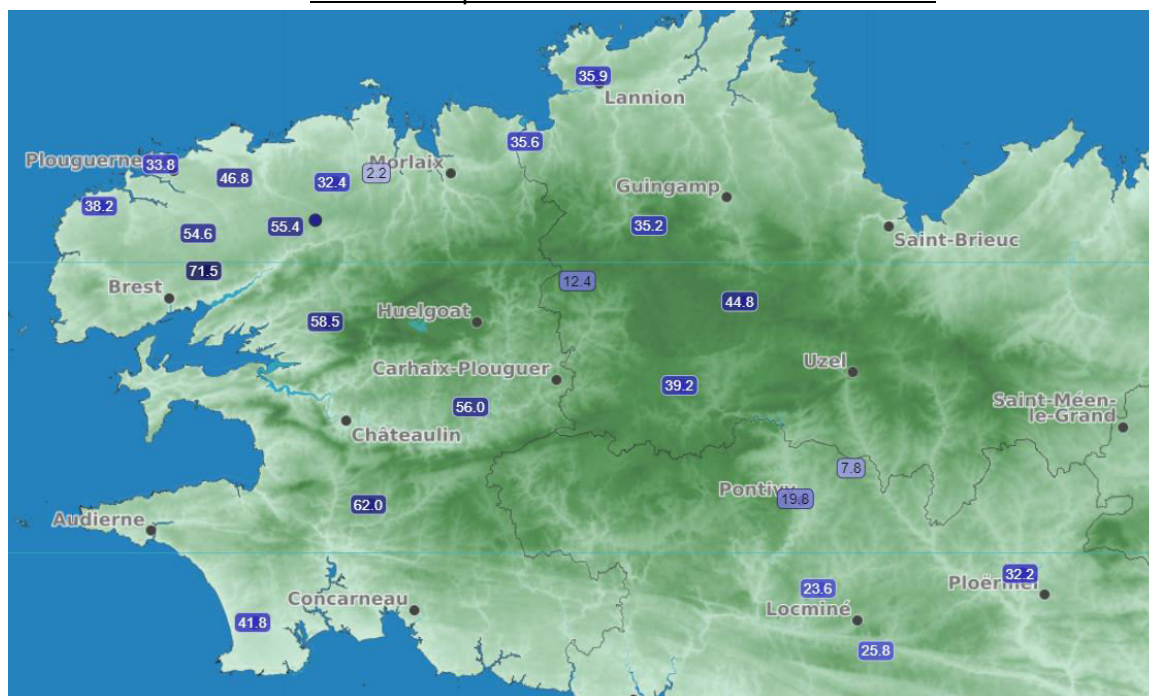 35.9
Lannion
35.6
Morlaix
33.8
46.8
32.4
2.2
Guingamp
38.2
54.6
55.4
35.2
Saint-Brieuc
71.5
Brest
12.4
44.8
58.5
Huelgoat
Uzel
Carhaix-Plouguer
39.2
56.0
Saint-Méen-
le-Grand
Châteaulin
7.8
62.0
19.8
Audierne
23.6
32.2
Concarneau
Locminé
41.8
25.8